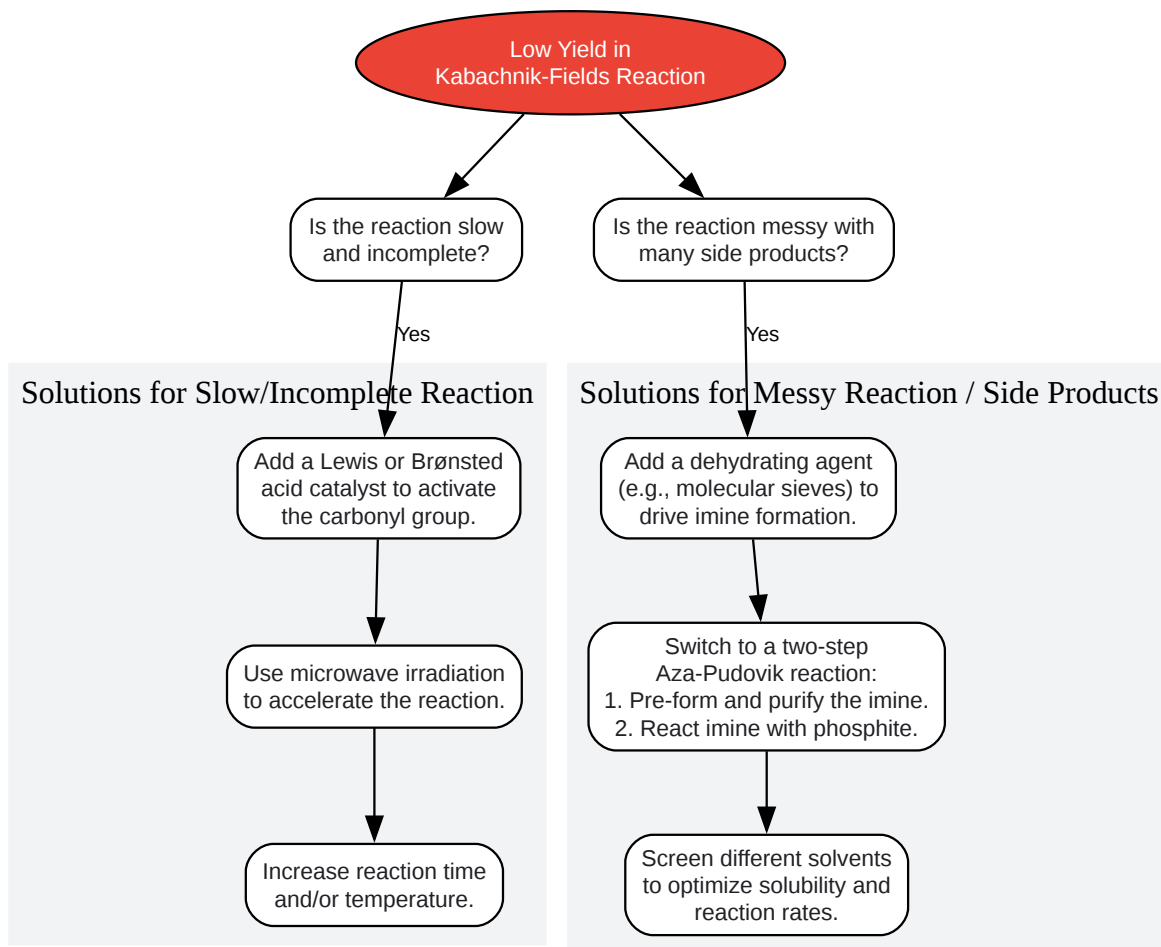 Low Yield in
Kabachnik-Fields Reaction
Is the reaction slow
and incomplete?
Is the reaction messy with
many side products?
Yes
Yes
Solutions for Slow/Incomplete Reaction
Add a Lewis or Brønsted
acid catalyst to activate
the carbonyl group.
Use microwave irradiation
to accelerate the reaction.
Increase reaction time
and/or temperature.
Solutions for Messy Reaction / Side Products
Add a dehydrating agent
(e.g., molecular sieves) to
drive imine formation.
Switch to a two-step
Aza-Pudovik reaction:
1. Pre-form and purify the imine.
2. React imine with phosphite.
Screen different solvents
to optimize solubility and
reaction rates.